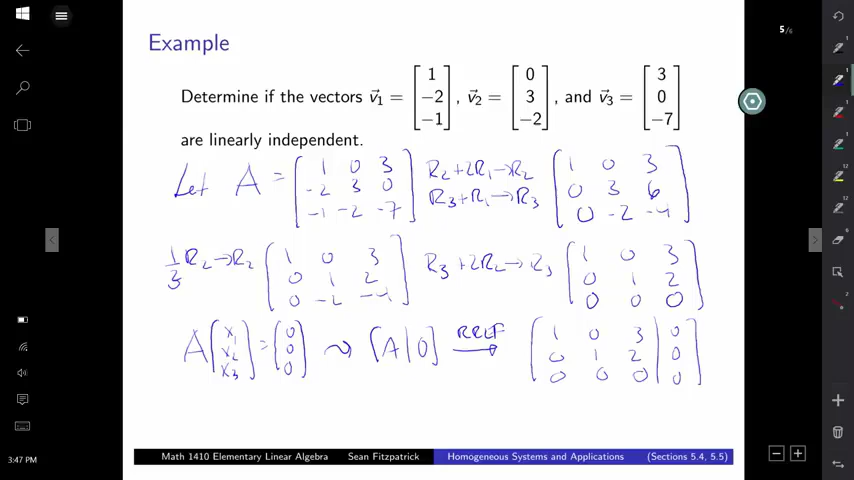 5/6
Example
Determine if the vectors v⃗₁ = [1 −2 −1], v⃗₂ = [0 3 −2], and v⃗₃ = [3 0 −7]
are linearly independent.
Let A = [1 0 3; -2 3 0; -1 -2 -7] R₂+2R₁→R₂ R₃+R₁→R₃ [1 0 3; 0 3 6; 0 -2 -4]
1/3 R₂→R₂ [1 0 3; 0 1 2; 0 -2 -4] R₃+2R₂→R₃ [1 0 3; 0 1 2; 0 0 0]
A [x₁ x₂ x₃] = [0 0 0] ⇝ [A | 0] RREF → [1 0 3 | 0; 0 1 2 | 0; 0 0 0 | 0]
Math 1410 Elementary Linear Algebra Sean Fitzpatrick Homogeneous Systems and Applications (Sections 5.4, 5.5)
3:47 PM